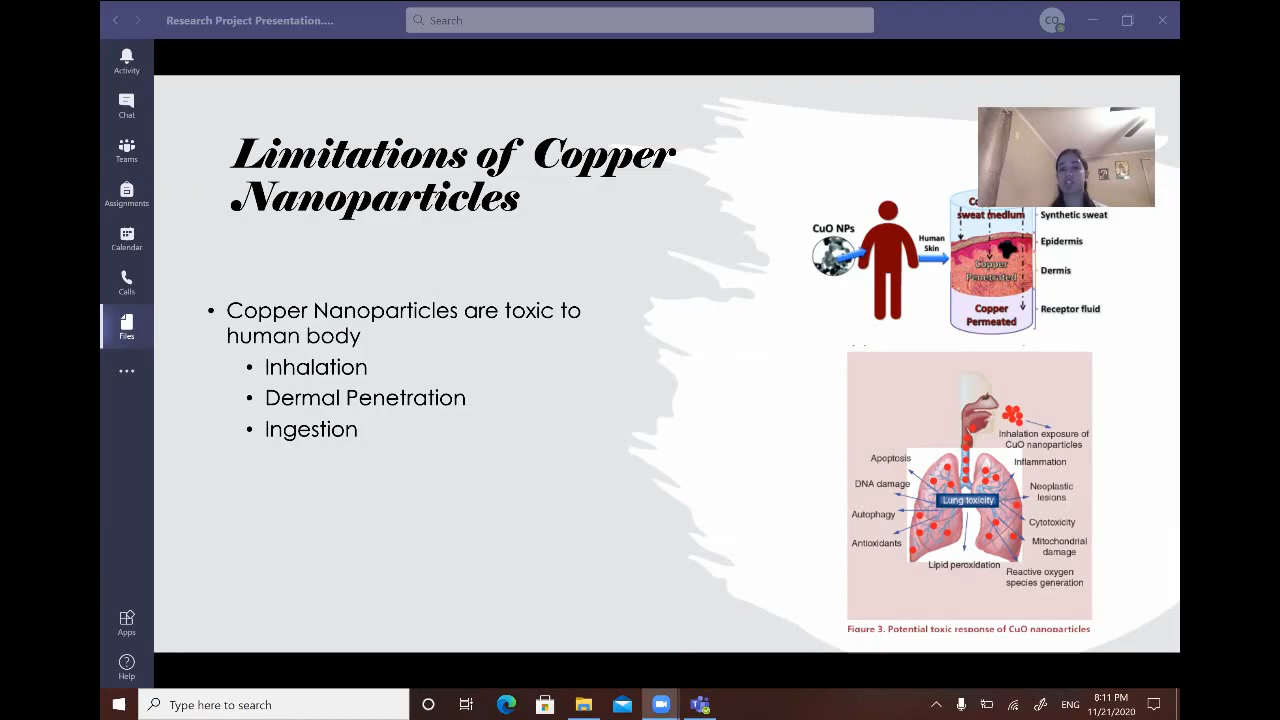 Research Project Presentation....
Search
CO
Activity
Chat
Teams
Assignments
Calendar
Calls
Files
Apps
Help
Limitations of Copper
Nanoparticles
• Copper Nanoparticles are toxic to
human body
• Inhalation
• Dermal Penetration
• Ingestion
CuO NPs
Human
Skin
sweat medium
Copper
Penetrated
Copper
Permeated
Synthetic sweat
Epidermis
Dermis
Receptor fluid
Inhalation exposure of
CuO nanoparticles
Apoptosis
DNA damage
Autophagy
Antioxidants
Lung toxicity
Lipid peroxidation
Inflammation
Neoplastic
lesions
Cytotoxicity
Mitochondrial
damage
Reactive oxygen
species generation
Figure 3. Potential toxic response of CuO nanoparticles
Type here to search
8:11 PM
11/21/2020